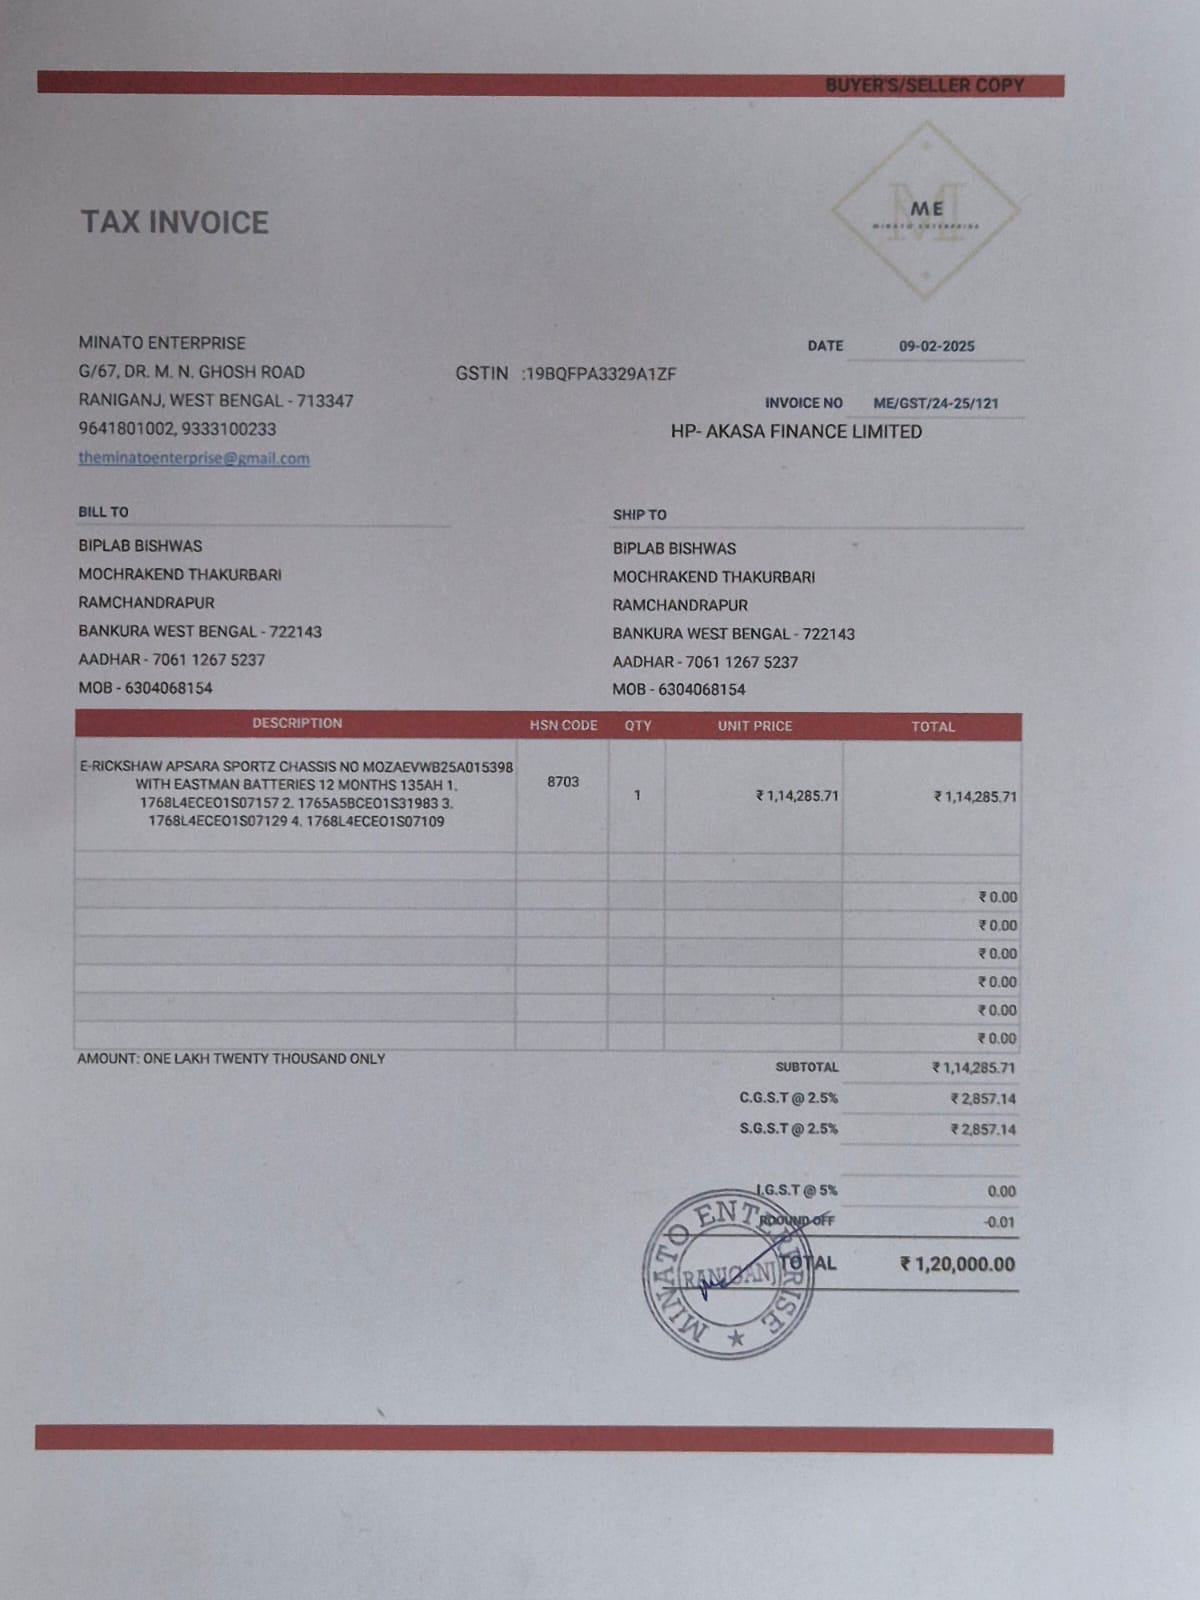 BUYER'S/SELLER COPY
ME
MINATO ENTERPRISE
TAX INVOICE
MINATO ENTERPRISE
G/67, DR. M. N. GHOSH ROAD
RANIGANJ, WEST BENGAL - 713347
9641801002, 9333100233
theminatoenterprise@gmail.com
GSTIN :19BQFPA3329A1ZF
DATE 09-02-2025
INVOICE NO ME/GST/24-25/121
HP- AKASA FINANCE LIMITED
BILL TO
BIPLAB BISHWAS
MOCHRAKEND THAKURBARI
RAMCHANDRAPUR
BANKURA WEST BENGAL - 722143
AADHAR - 7061 1267 5237
MOB - 6304068154
SHIP TO
BIPLAB BISHWAS
MOCHRAKEND THAKURBARI
RAMCHANDRAPUR
BANKURA WEST BENGAL - 722143
AADHAR - 7061 1267 5237
MOB - 6304068154
DESCRIPTION HSN CODE QTY UNIT PRICE TOTAL
E-RICKSHAW APSARA SPORTZ CHASSIS NO MOZAEVWB25A015398
WITH EASTMAN BATTERIES 12 MONTHS 135AH 1.
1768L4ECEO1S07157 2. 1765A5BCEO1S31983 3.
1768L4ECEO1S07129 4. 1768L4ECEO1S07109
8703 1 ₹ 1,14,285.71 ₹ 1,14,285.71
₹ 0.00
₹ 0.00
₹ 0.00
₹ 0.00
₹ 0.00
₹ 0.00
AMOUNT: ONE LAKH TWENTY THOUSAND ONLY
SUBTOTAL ₹ 1,14,285.71
C.G.S.T @ 2.5% ₹ 2,857.14
S.G.S.T @ 2.5% ₹ 2,857.14
I.G.S.T @ 5% 0.00
ROUND OFF -0.01
TOTAL ₹ 1,20,000.00
MINATO ENTERPRISE
RANIGANJ